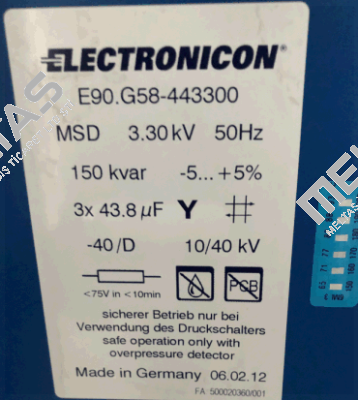 ELECTRONICON®
E90.G58-443300
MSD 3.30 kV 50Hz
150 kvar -5... +5%
3x 43.8 µF Y
-40/D 10/40 kV
<75V in <10min
PCB
sicherer Betrieb nur bei
Verwendung des Druckschalters
safe operation only with
overpressure detector
Made in Germany 06.02.12
FA: 500020360/001